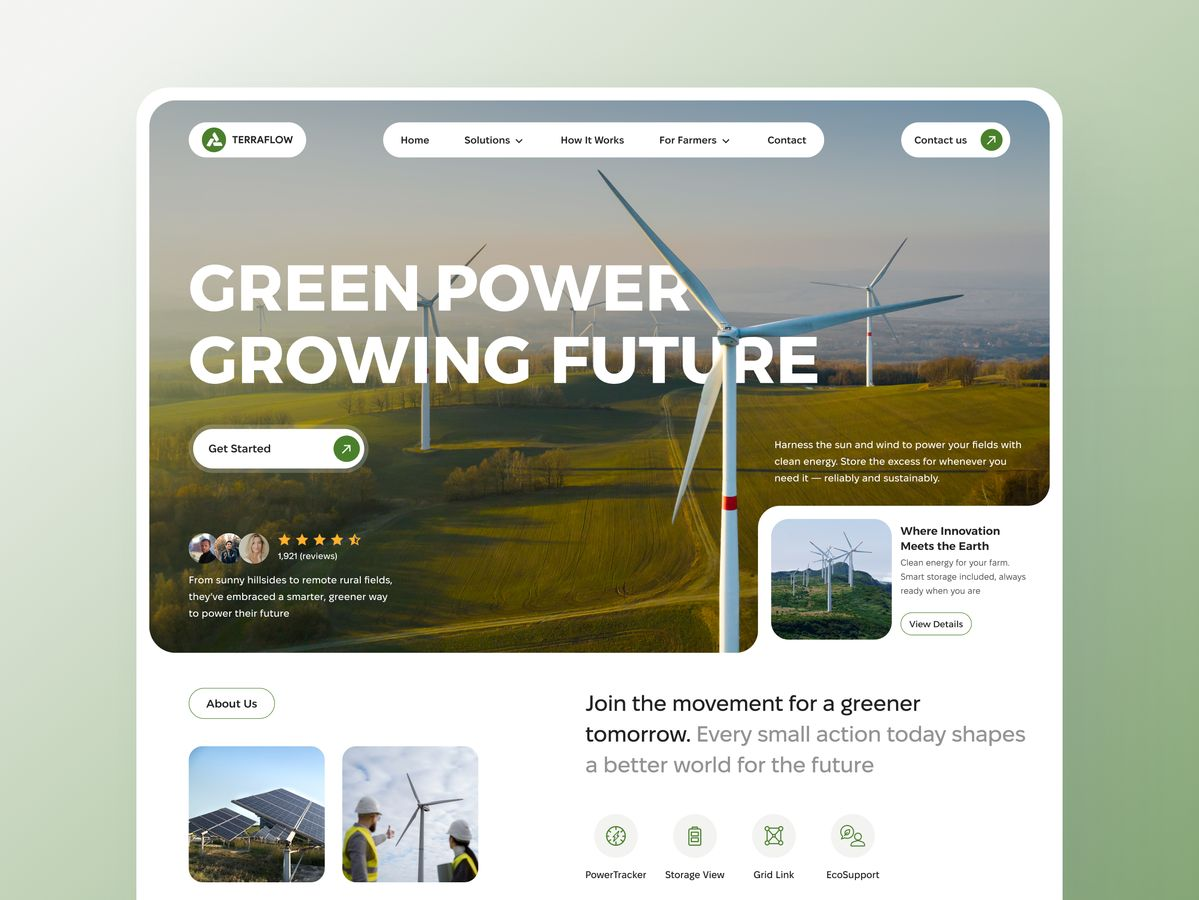 TERRAFLOW
Home
Solutions
How It Works
For Farmers
Contact
Contact us
GREEN POWER
GROWING FUTURE
Get Started
Harness the sun and wind to power your fields with
clean energy. Store the excess for whenever you
need it — reliably and sustainably.
1,921 (reviews)
From sunny hillsides to remote rural fields,
they've embraced a smarter, greener way
to power their future
Where Innovation
Meets the Earth
Clean energy for your farm.
Smart storage included, always
ready when you are
View Details
About Us
Join the movement for a greener
tomorrow. Every small action today shapes
a better world for the future
PowerTracker
Storage View
Grid Link
EcoSupport